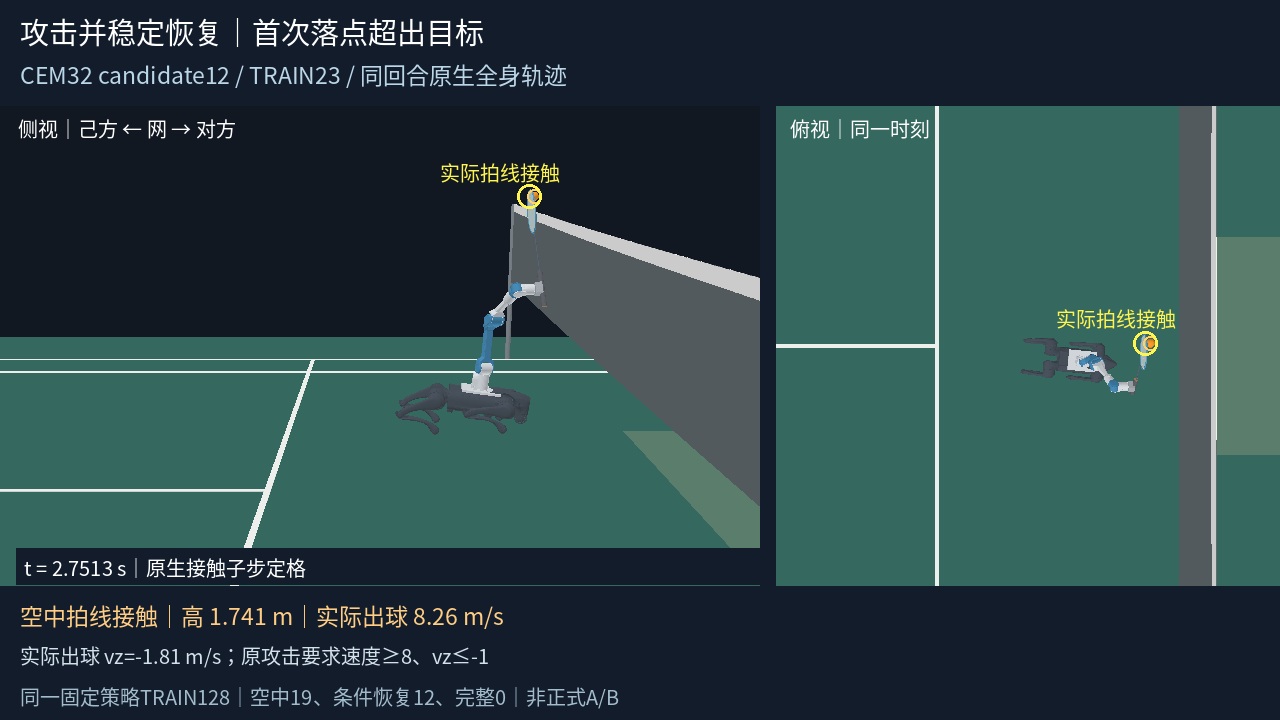 攻击并稳定恢复｜首次落点超出目标
CEM32 candidate12 / TRAIN23 / 同回合原生全身轨迹
侧视｜己方 ← 网 → 对方
俯视｜同一时刻
实际拍线接触
实际拍线接触
t = 2.7513 s｜原生接触子步定格
空中拍线接触｜高 1.741 m｜实际出球 8.26 m/s
实际出球 vz=-1.81 m/s；原攻击要求速度≥8、vz≤-1
同一固定策略TRAIN128｜空中19、条件恢复12、完整0｜非正式A/B